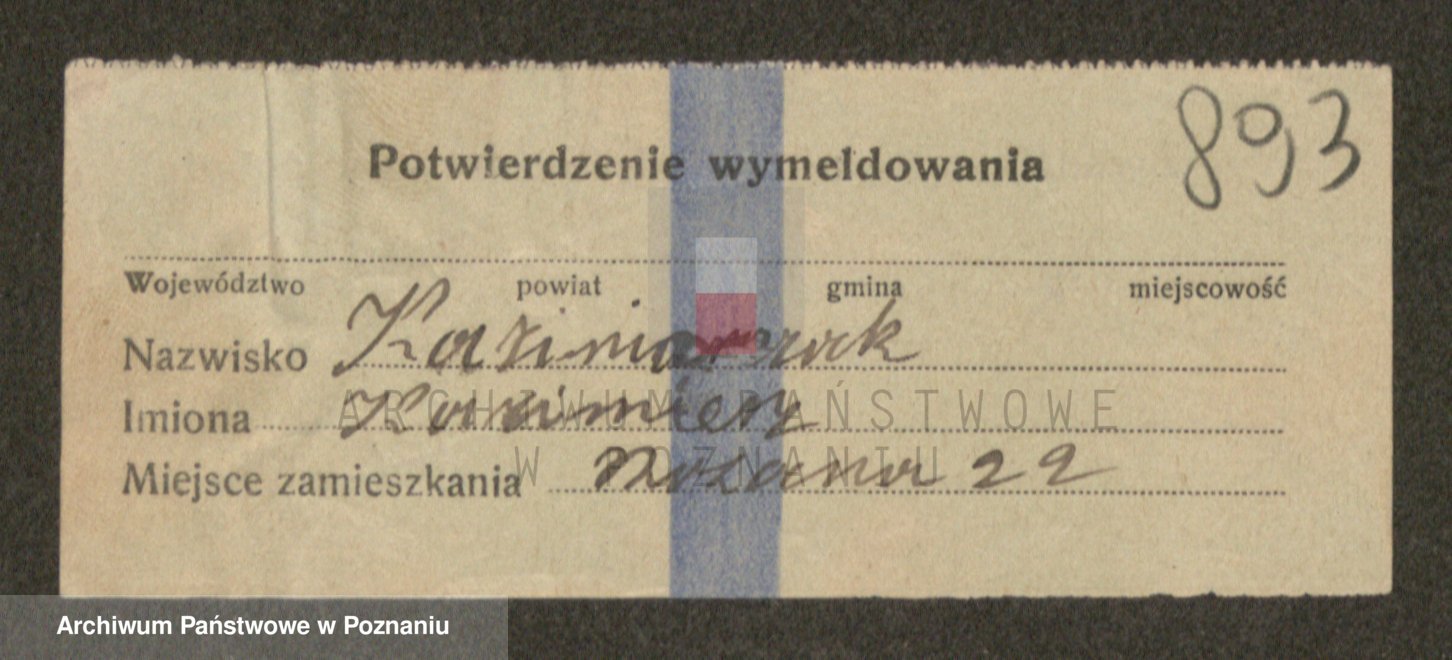 893
Potwierdzenie wymeldowania
Województwo powiat gmina miejscowość
Nazwisko Kaźmierczak
Imiona Kazimierz
Miejsce zamieszkania 22
ARCHIWUM PAŃSTWOWE
W POZNANIU
Archiwum Państwowe w Poznaniu